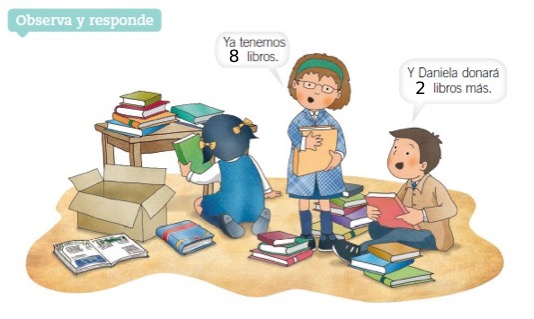 Observa y responde
Ya tenemos
8 libros.
Y Daniela donará
2 libros más.